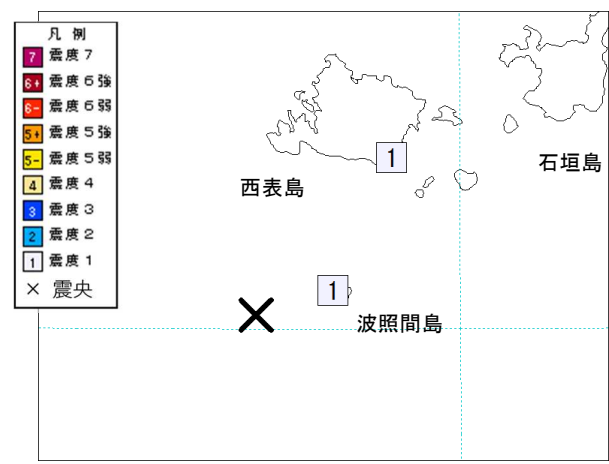 凡 例
7 震度７
6+ 震度６強
6- 震度６弱
5+ 震度５強
5- 震度５弱
4 震度４
3 震度３
2 震度２
1 震度１
× 震央
1
西表島
石垣島
1
波照間島